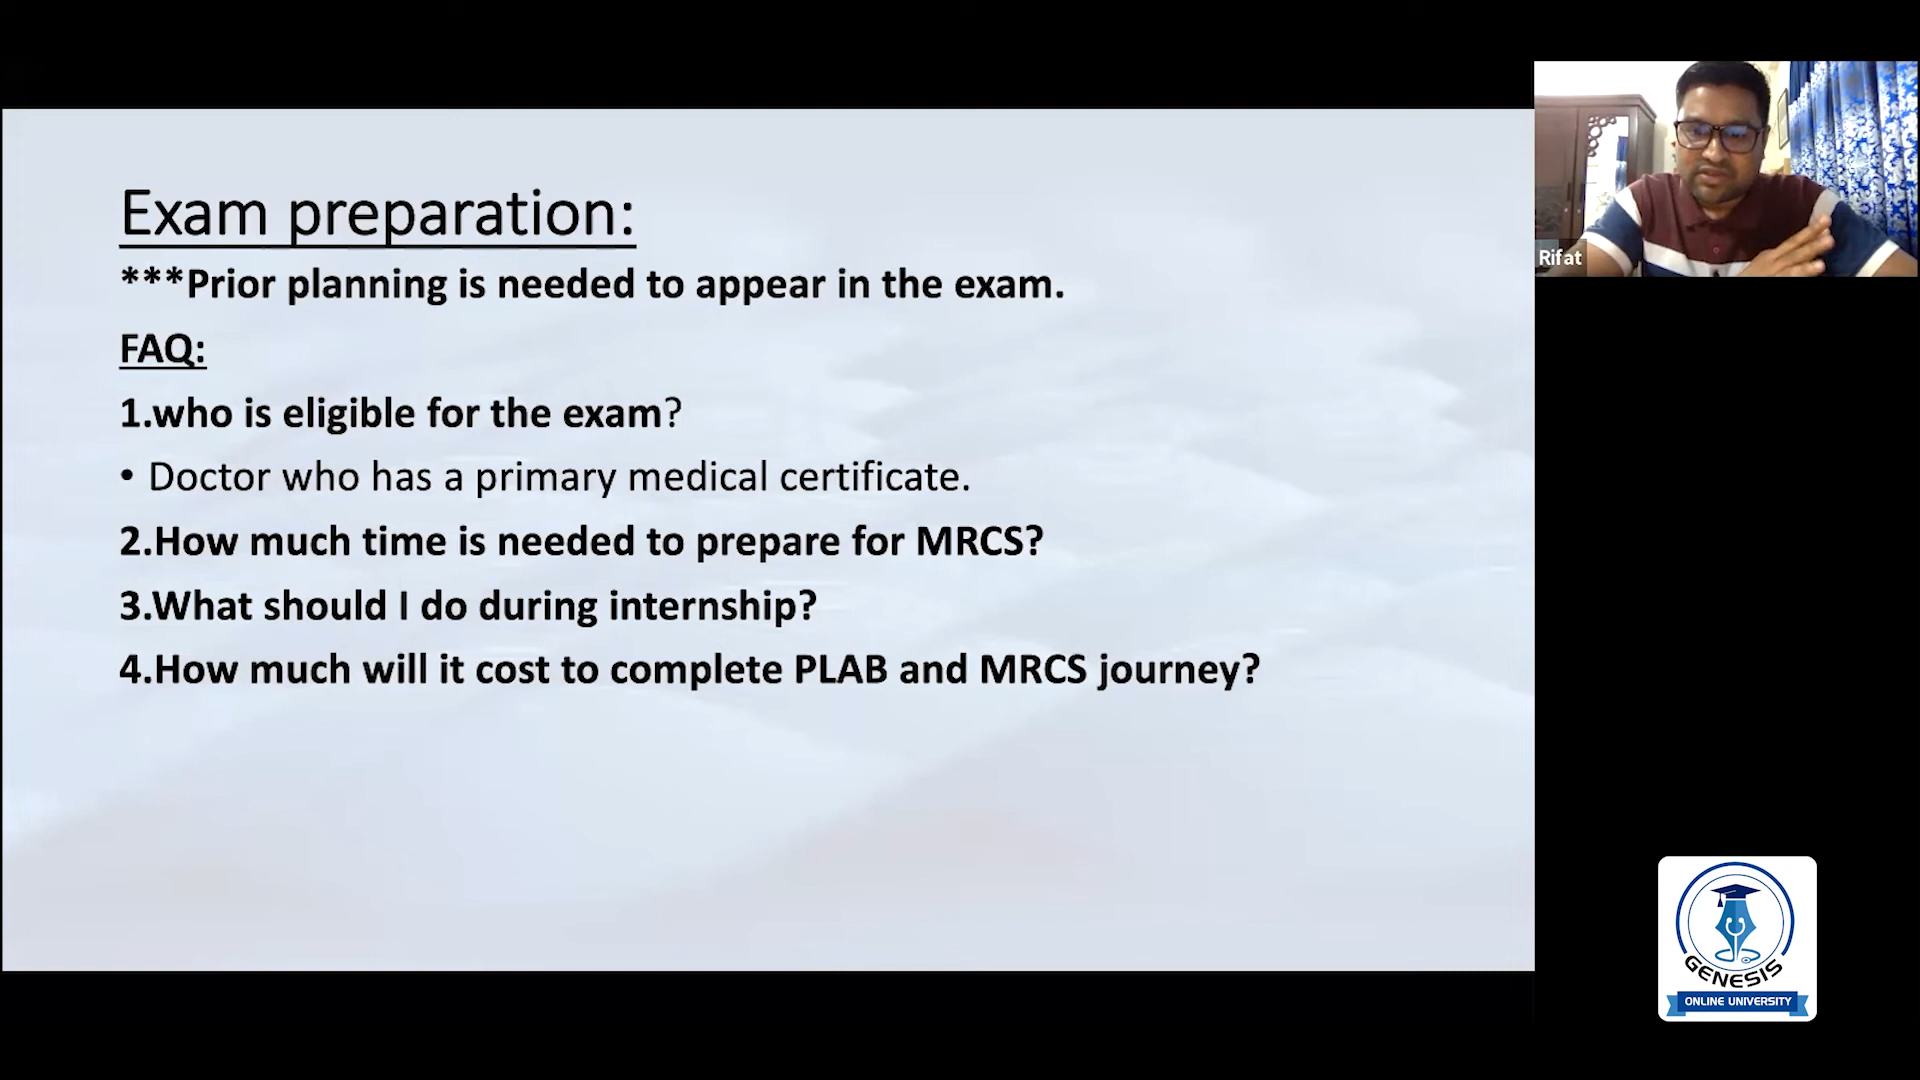 Exam preparation:
***Prior planning is needed to appear in the exam.
FAQ:
1.who is eligible for the exam?
• Doctor who has a primary medical certificate.
2.How much time is needed to prepare for MRCS?
3.What should I do during internship?
4.How much will it cost to complete PLAB and MRCS journey?
Rifat
GENESIS
ONLINE UNIVERSITY